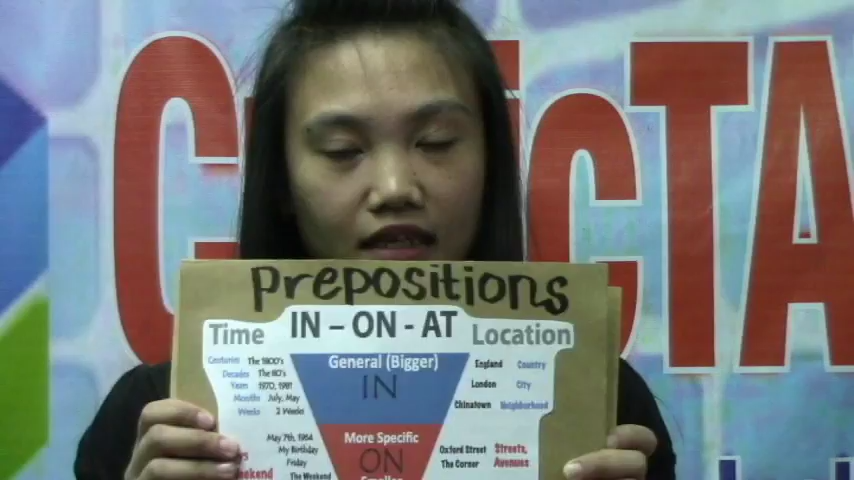 CTA
Prepositions
IN – ON - AT
Time
Location
General (Bigger)
IN
Centuries The 1800's
Decades The 80's
Years 1970, 1981
Months July, May
Weeks 2 Weeks
England Country
London City
Chinatown Neighborhood
More Specific
ON
May 7th, 1964
My Birthday
Friday
The Weekend
Oxford Street Streets,
The Corner Avenues